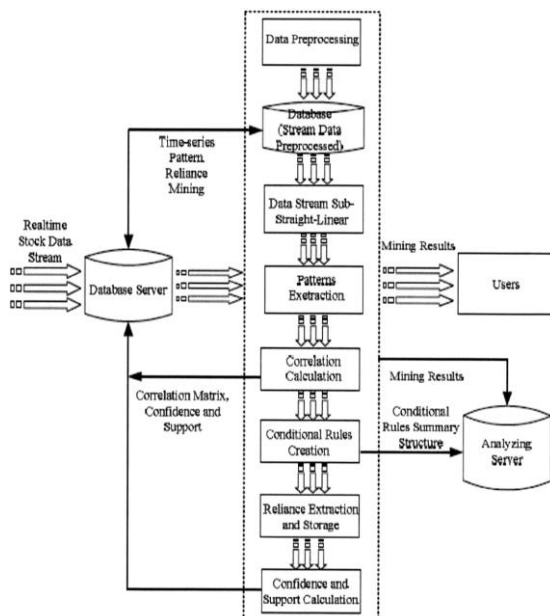 Data Preprocessing
Database
(Stream Data
Preprocessed)
Time-series
Pattern
Reliance
Mining
Data Stream Sub-
Straight-Linear
Realtime
Stock Data
Stream
Database Server
Patterns
Exetraction
Mining Results
Users
Correlation
Calculation
Mining Results
Correlation Matrix,
Confidence and
Support
Conditional Rules
Creation
Conditional
Rules Summary
Structure
Analyzing
Server
Reliance Extraction
and Storage
Confidence and
Support Calculation